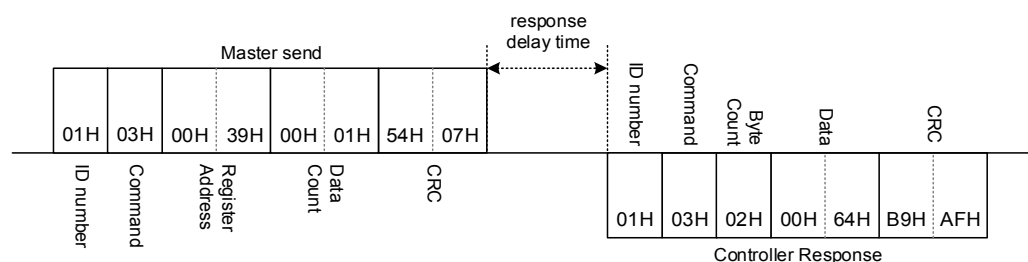 response
delay time
Master send
01H 03H 00H 39H 00H 01H 54H 07H
ID number
Command
Register
Address
Data
Count
CRC
ID number
Command
Byte
Count
Data
CRC
01H 03H 02H 00H 64H B9H AFH
Controller Response